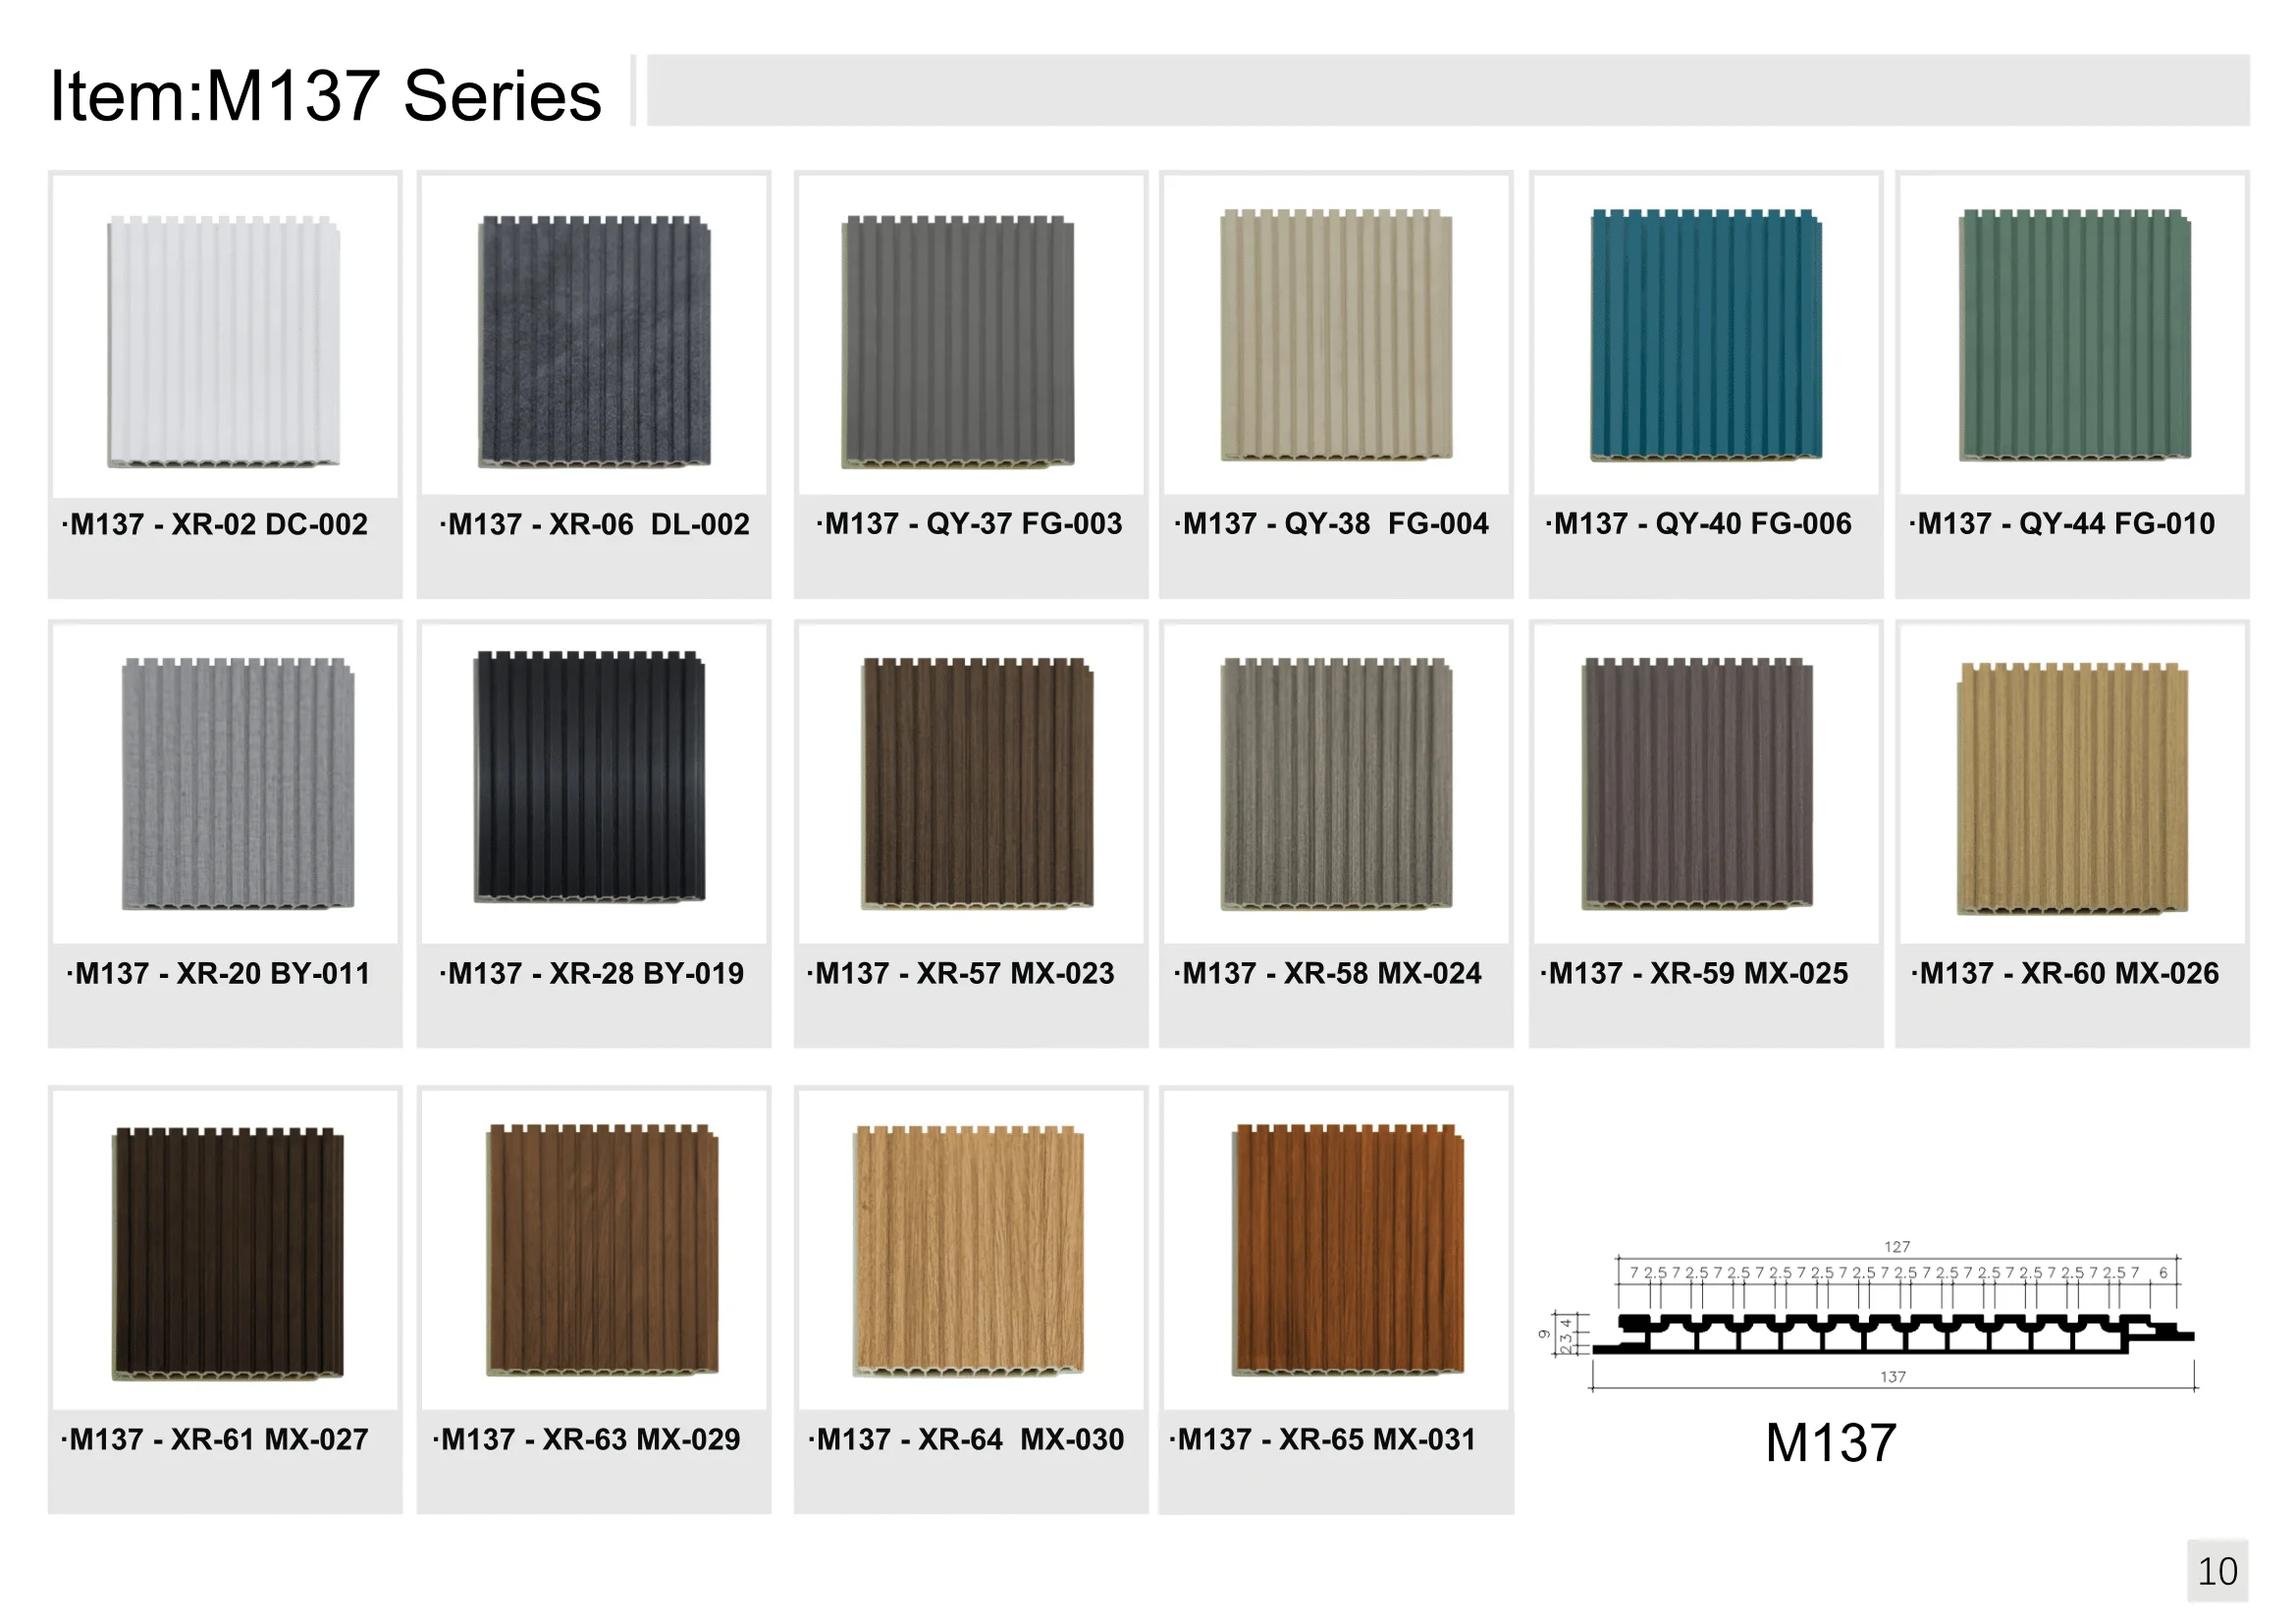 Item:M137 Series
·M137 - XR-02 DC-002
·M137 - XR-06  DL-002
·M137 - QY-37 FG-003
·M137 - QY-38  FG-004
·M137 - QY-40 FG-006
·M137 - QY-44 FG-010
·M137 - XR-20 BY-011
·M137 - XR-28 BY-019
·M137 - XR-57 MX-023
·M137 - XR-58 MX-024
·M137 - XR-59 MX-025
·M137 - XR-60 MX-026
·M137 - XR-61 MX-027
·M137 - XR-63 MX-029
·M137 - XR-64  MX-030
·M137 - XR-65 MX-031
127
7 2.5 7 2.5 7 2.5 7 2.5 7 2.5 7 2.5 7 2.5 7 2.5 7 2.5 7 2.5 7 2.5 7 2.5 7 6
9
2 3 4
137
M137
10